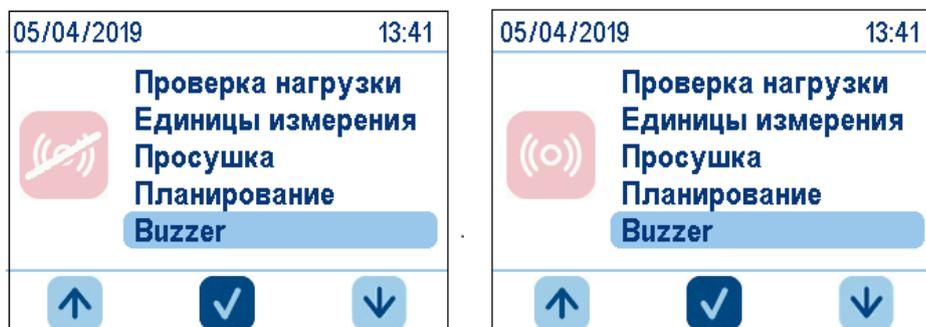 05/04/2019 13:41
Проверка нагрузки
Единицы измерения
Просушка
Планирование
Buzzer
05/04/2019 13:41
Проверка нагрузки
Единицы измерения
Просушка
Планирование
Buzzer